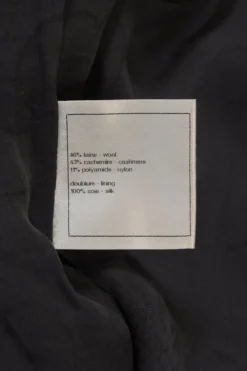 46% laine - wool
43% cachemire - cashmere
11% polyamide - nylon
doublure - lining
100% soie - silk